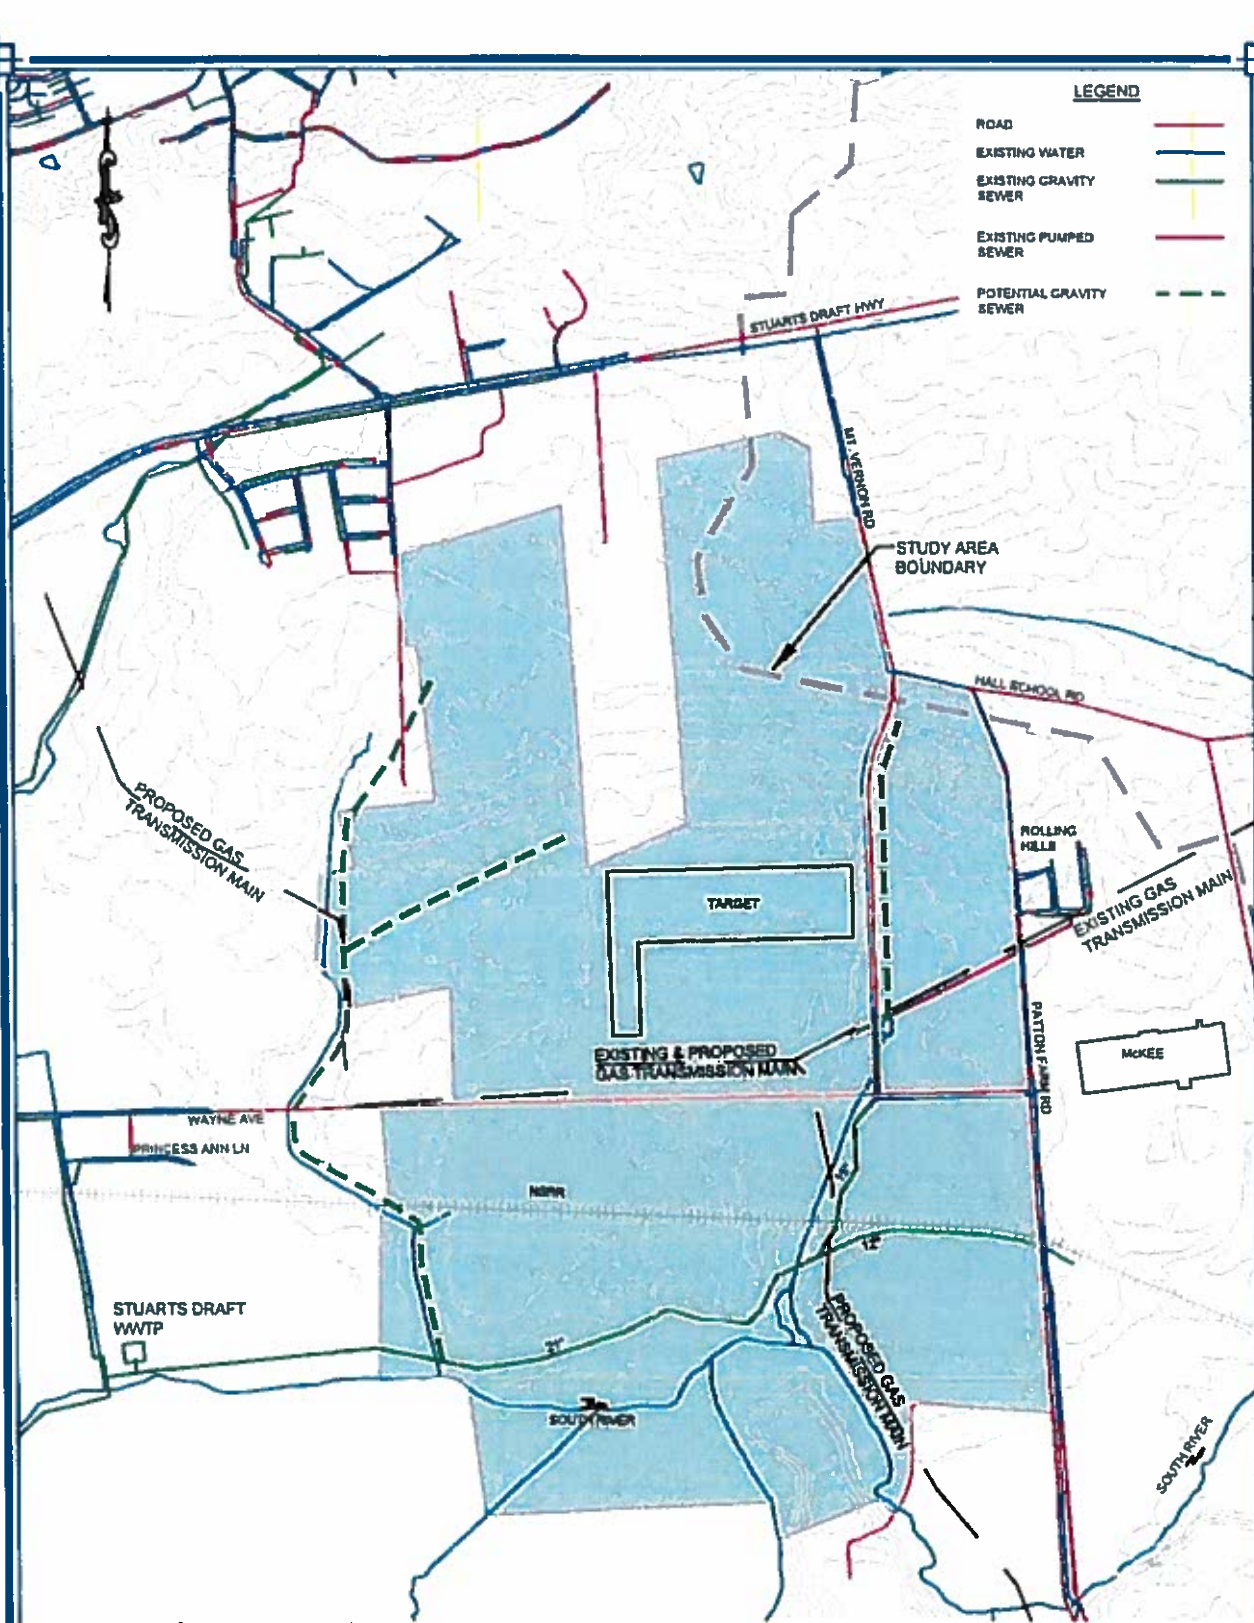 LEGEND
ROAD
EXISTING WATER
EXISTING GRAVITY
SEWER
EXISTING PUMPED
SEWER
POTENTIAL GRAVITY
SEWER
STUARTS DRAFT HWY
MT. VERNON RD
STUDY AREA
BOUNDARY
HALL SCHOOL RD
PROPOSED GAS
TRANSMISSION MAIN
ROLLING
HILLS
TARGET
EXISTING GAS
TRANSMISSION MAIN
EXISTING & PROPOSED
GAS TRANSMISSION MAIN
PATTON FARM RD
McKEE
WAYNE AVE
PRINCESS ANN LN
NSRR
18"
12"
STUARTS DRAFT
WWTP
21"
PROPOSED GAS
TRANSMISSION MAIN
SOUTH RIVER
SOUTH RIVER